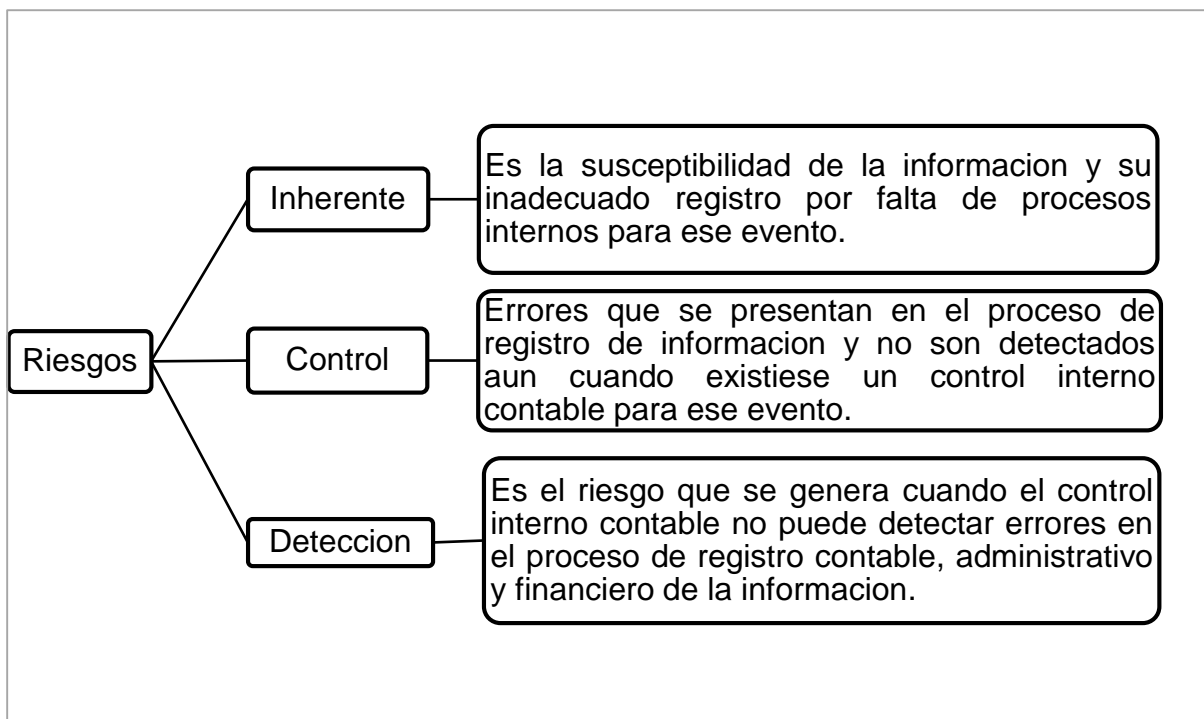 Riesgos
Inherente
Es la susceptibilidad de la informacion y su
inadecuado registro por falta de procesos
internos para ese evento.
Control
Errores que se presentan en el proceso de
registro de informacion y no son detectados
aun cuando existiese un control interno
contable para ese evento.
Deteccion
Es el riesgo que se genera cuando el control
interno contable no puede detectar errores en
el proceso de registro contable, administrativo
y financiero de la informacion.